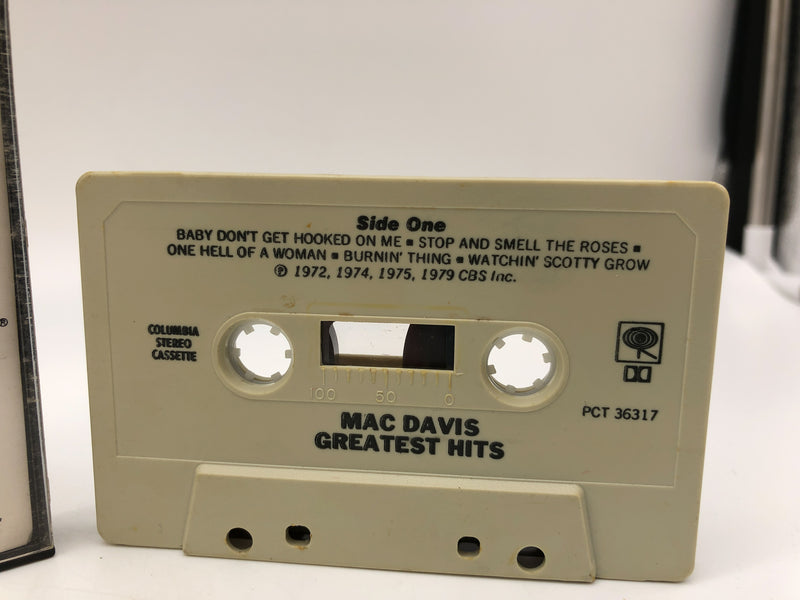 Side One
BABY DON'T GET HOOKED ON ME ■ STOP AND SMELL THE ROSES ■
ONE HELL OF A WOMAN ■ BURNIN' THING ■ WATCHIN' SCOTTY GROW
℗ 1972, 1974, 1975, 1979 CBS Inc.
COLUMBIA
STEREO
CASSETTE
100 50 0
PCT 36317
MAC DAVIS
GREATEST HITS
®